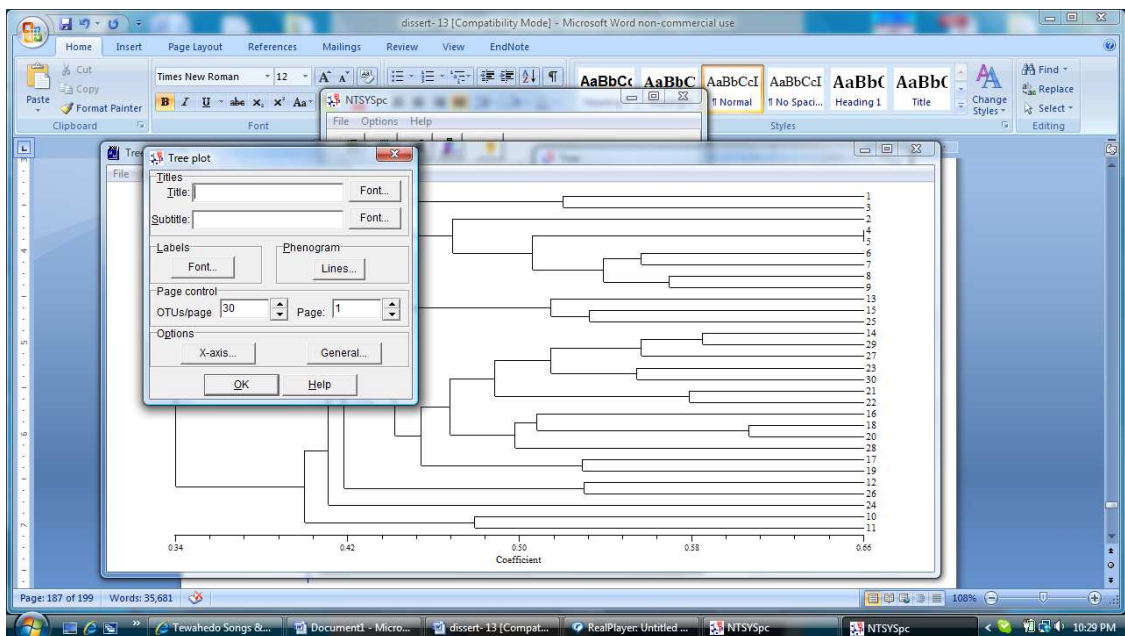 dissert- 13 [Compatibility Mode] - Microsoft Word non-commercial use
Home Insert Page Layout References Mailings Review View EndNote
Cut
Copy
Format Painter
Paste
Clipboard
Times New Roman 12
B I U abc
Font
AaBbCc AaBbC AaBbCcI AaBbCcI AaBb( AaBb(
¶ Normal ¶ No Spaci... Heading 1 Title
Change Styles
Styles
Find
Replace
Select
Editing
NTSYSpc
File Options Help
Tree
File
Tree plot
Titles
Title: Font...
Subtitle: Font...
Labels Phenogram
Font... Lines...
Page control
OTUs/page 30 Page: 1
Options
X-axis... General...
OK Help
1
3
2
4
5
6
7
8
9
13
15
25
14
29
27
23
30
21
22
16
18
20
28
17
19
12
26
24
10
11
0.34 0.42 0.50 0.58 0.66
Coefficient
Page: 187 of 199 Words: 35,681 108%
Tewahedo Songs &... Document1 - Micro... dissert- 13 [Compat... RealPlayer: Untitled ... NTSYSpc NTSYSpc 10:29 PM